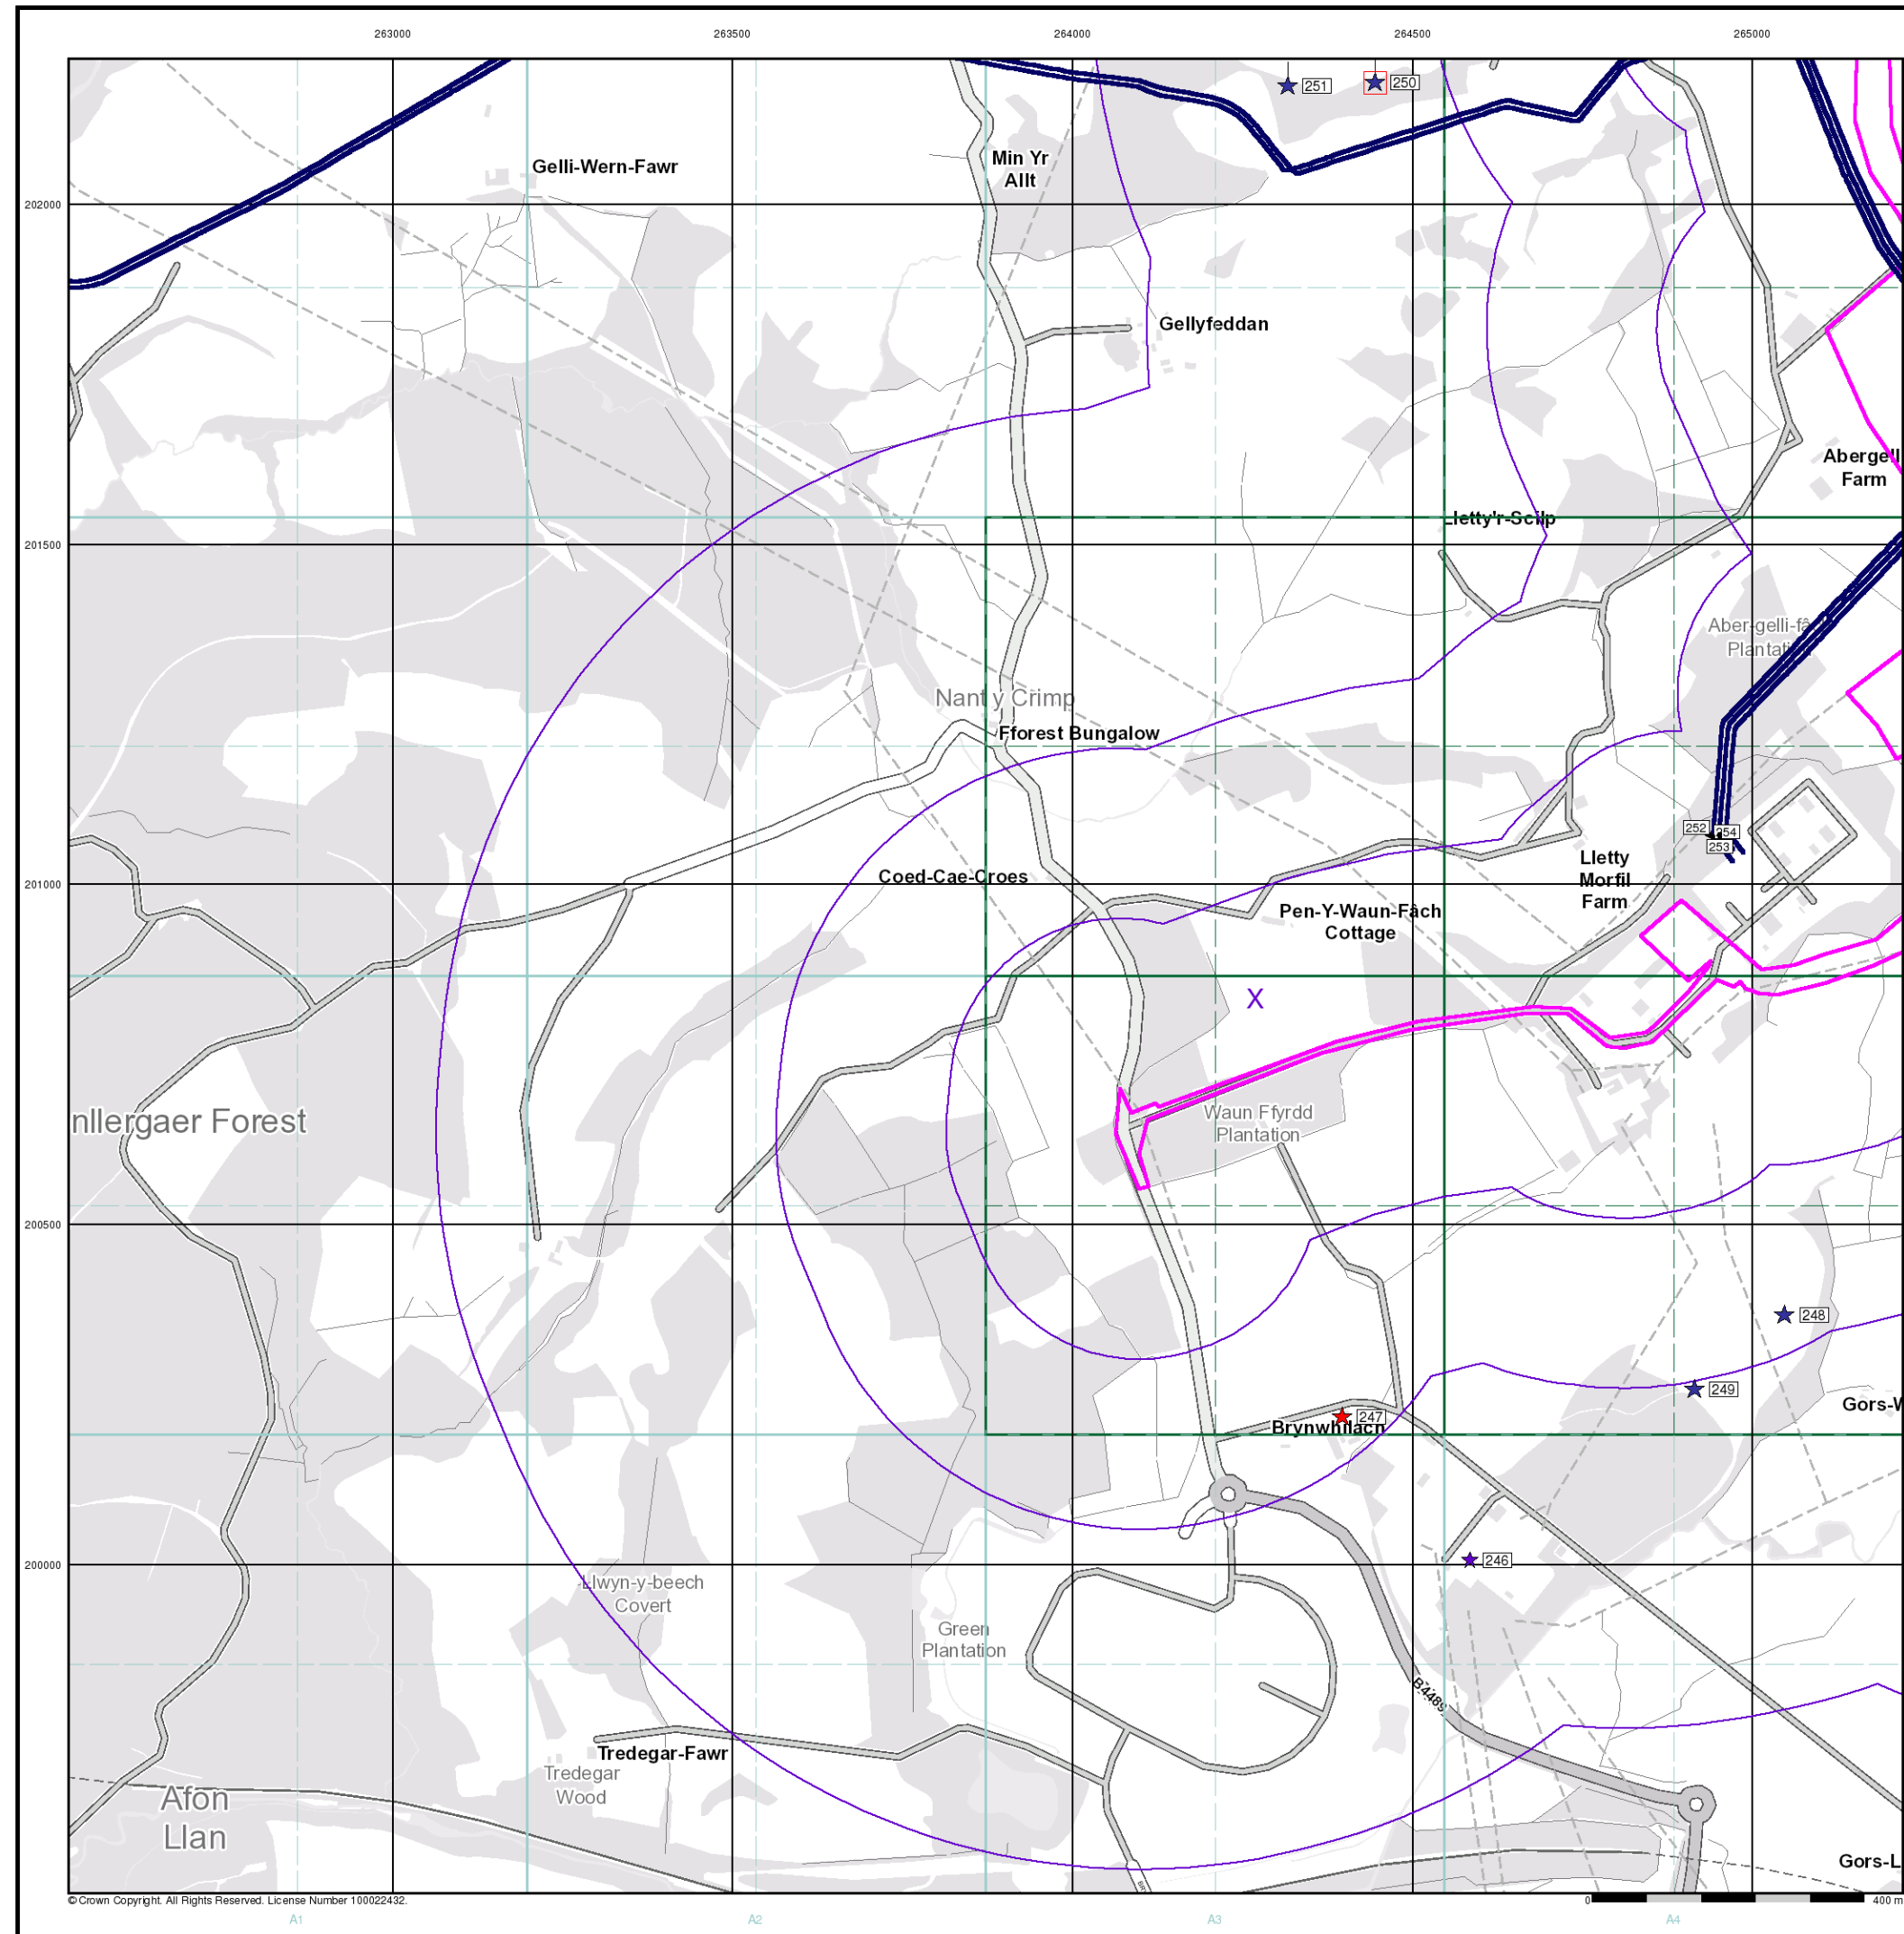 263000 263500 264000 264500 265000
251
250
Gelli-Wern-Fawr
Min Yr
Allt
202000
Gellyfeddan
Abergell
Farm
Lletty'r-Scilp
201500
Aber-gelli-fâ
Nant y Crimp
Fforest Bungalow
252
254
253
Lletty
Morfil
Farm
Coed-Cae-Croes
201000
Pen-Y-Waun-Fâch
Cottage
X
nllergaer Forest
Waun Ffyrdd
Plantation
200500
248
249
Gors-W
247
Brynwhilach
246
200000
Llwyn-y-beech
Covert
Green
Plantation
B4489
Tredegar-Fawr
Tredegar
Wood
Afon
Llan
Gors-L
© Crown Copyright. All Rights Reserved. License Number 100022432.
0 400 m
A1 A2 A3 A4